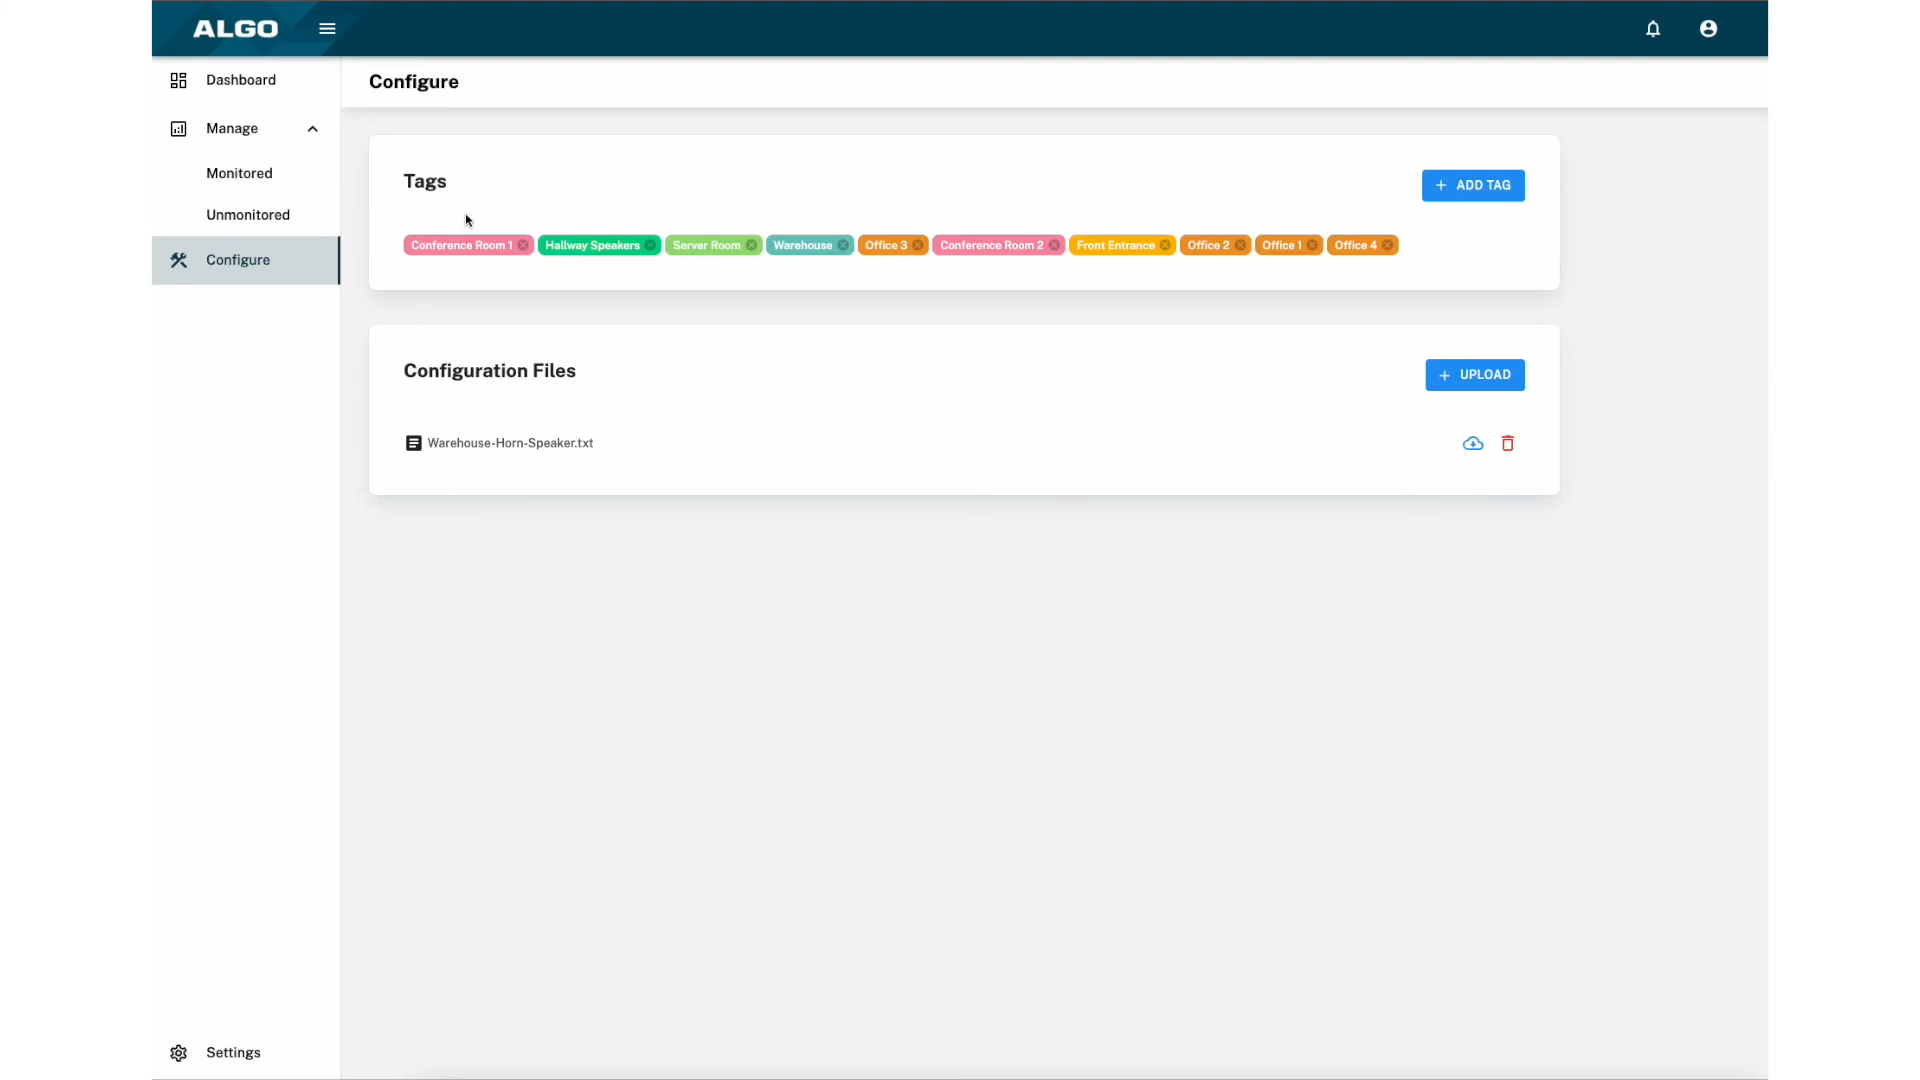 ALGO
Dashboard
Configure
Manage
Monitored
Unmonitored
Configure
Tags
ADD TAG
Conference Room 1 Hallway Speakers Server Room Warehouse Office 3 Conference Room 2 Front Entrance Office 2 Office 1 Office 4
Configuration Files
UPLOAD
Warehouse-Horn-Speaker.txt
Settings